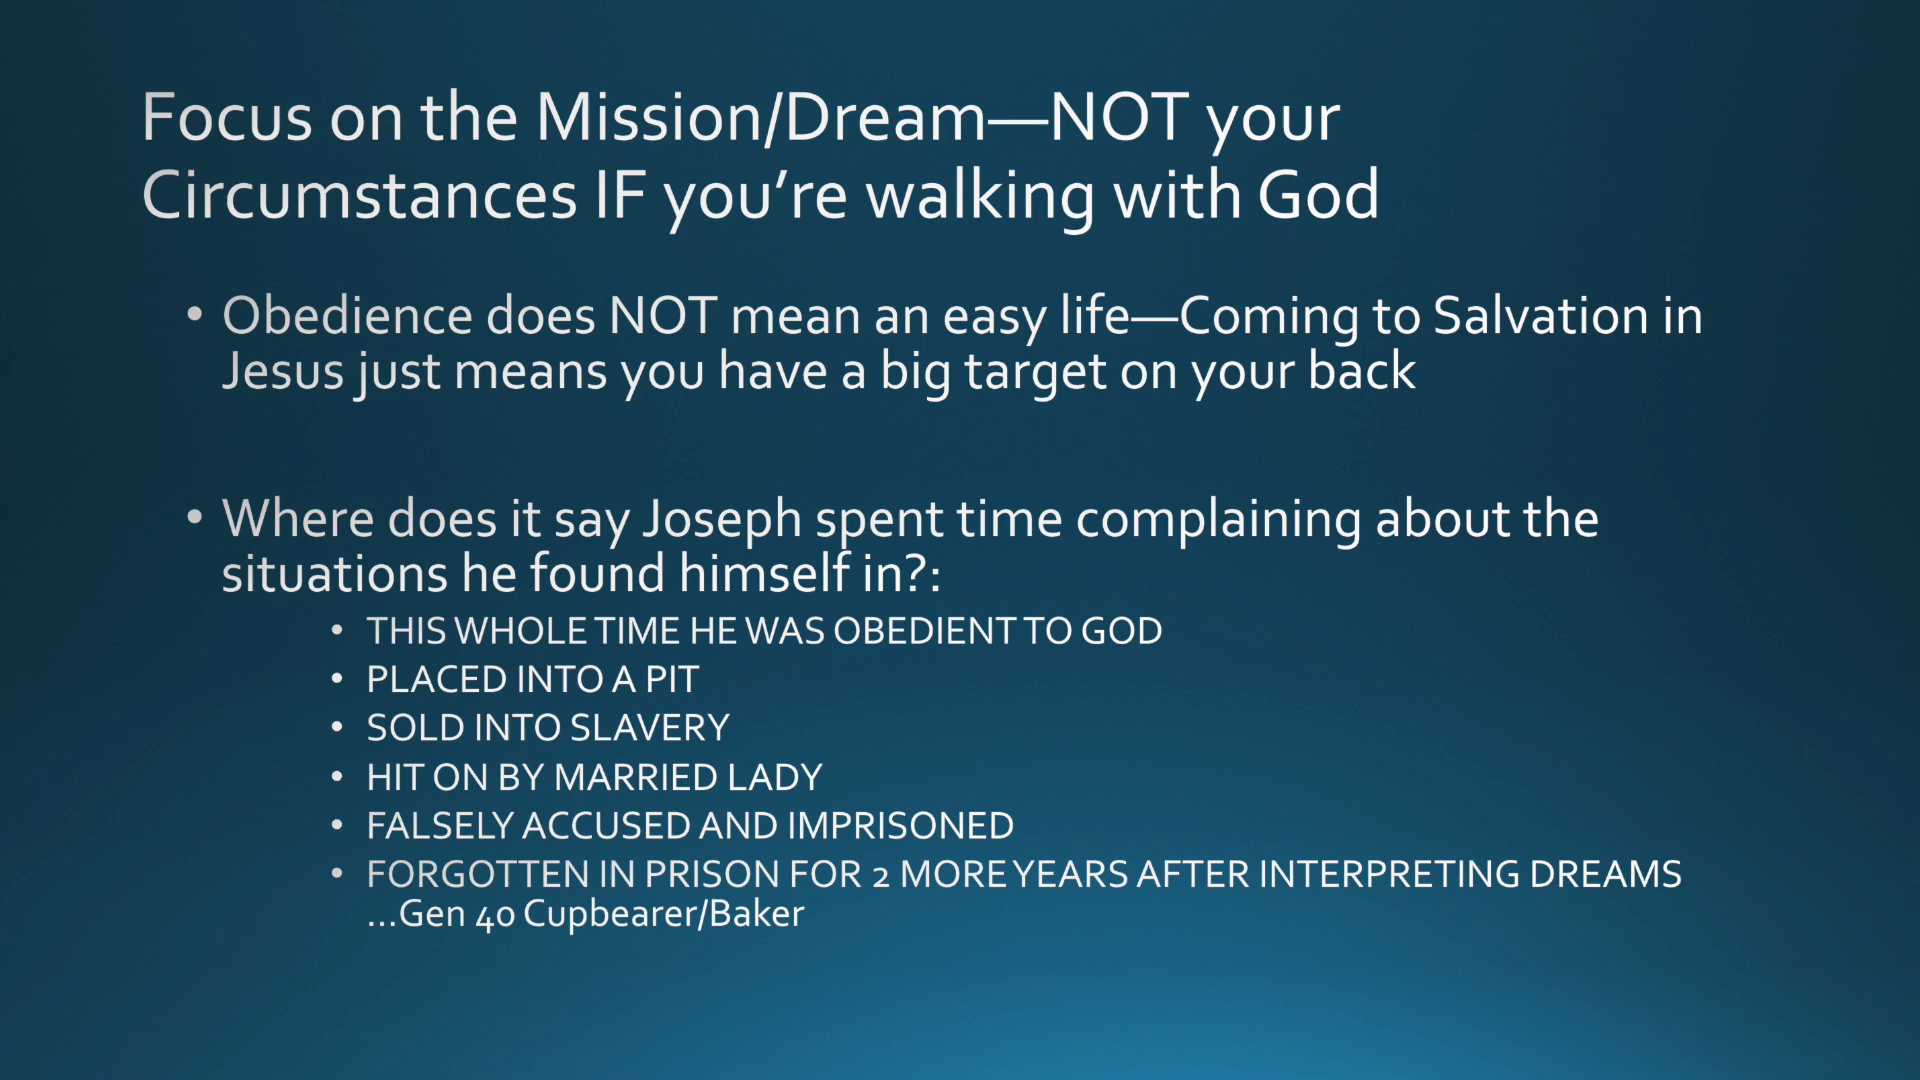 Focus on the Mission/Dream—NOT your
Circumstances IF you’re walking with God
• Obedience does NOT mean an easy life—Coming to Salvation in
Jesus just means you have a big target on your back
• Where does it say Joseph spent time complaining about the
situations he found himself in?:
• THIS WHOLE TIME HE WAS OBEDIENT TO GOD
• PLACED INTO A PIT
• SOLD INTO SLAVERY
• HIT ON BY MARRIED LADY
• FALSELY ACCUSED AND IMPRISONED
• FORGOTTEN IN PRISON FOR 2 MORE YEARS AFTER INTERPRETING DREAMS
…Gen 40 Cupbearer/Baker